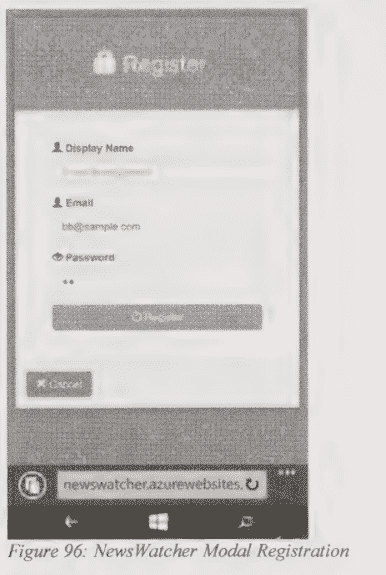 Register
Display Name
Email
bb@sample.com
Password
Register
Cancel
newswatcher.azurewebsites.
Figure 96: NewsWatcher Modal Registration